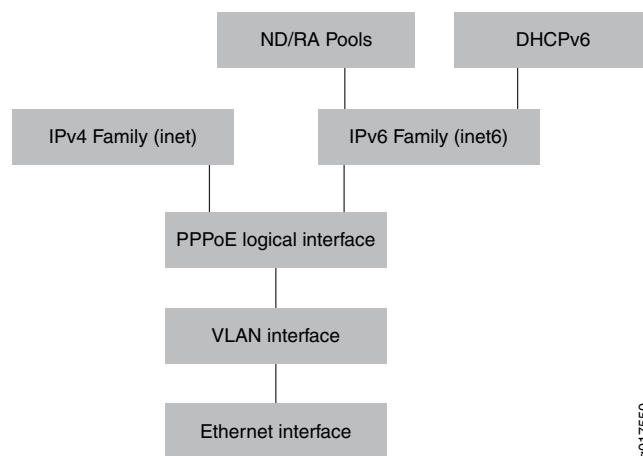 ND/RA Pools
DHCPv6
IPv4 Family (inet)
IPv6 Family (inet6)
PPPoE logical interface
VLAN interface
Ethernet interface